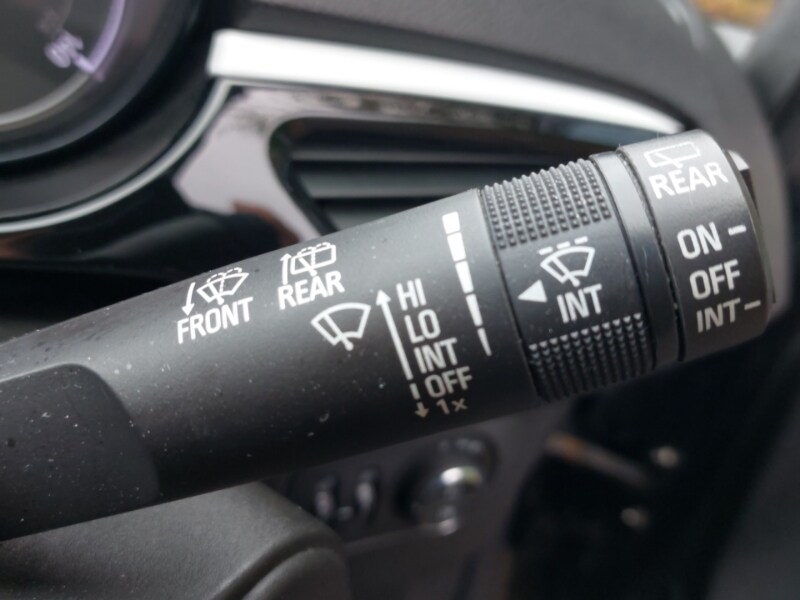 FRONT
REAR
HI
LO
INT
OFF
1x
INT
REAR
ON
OFF
INT